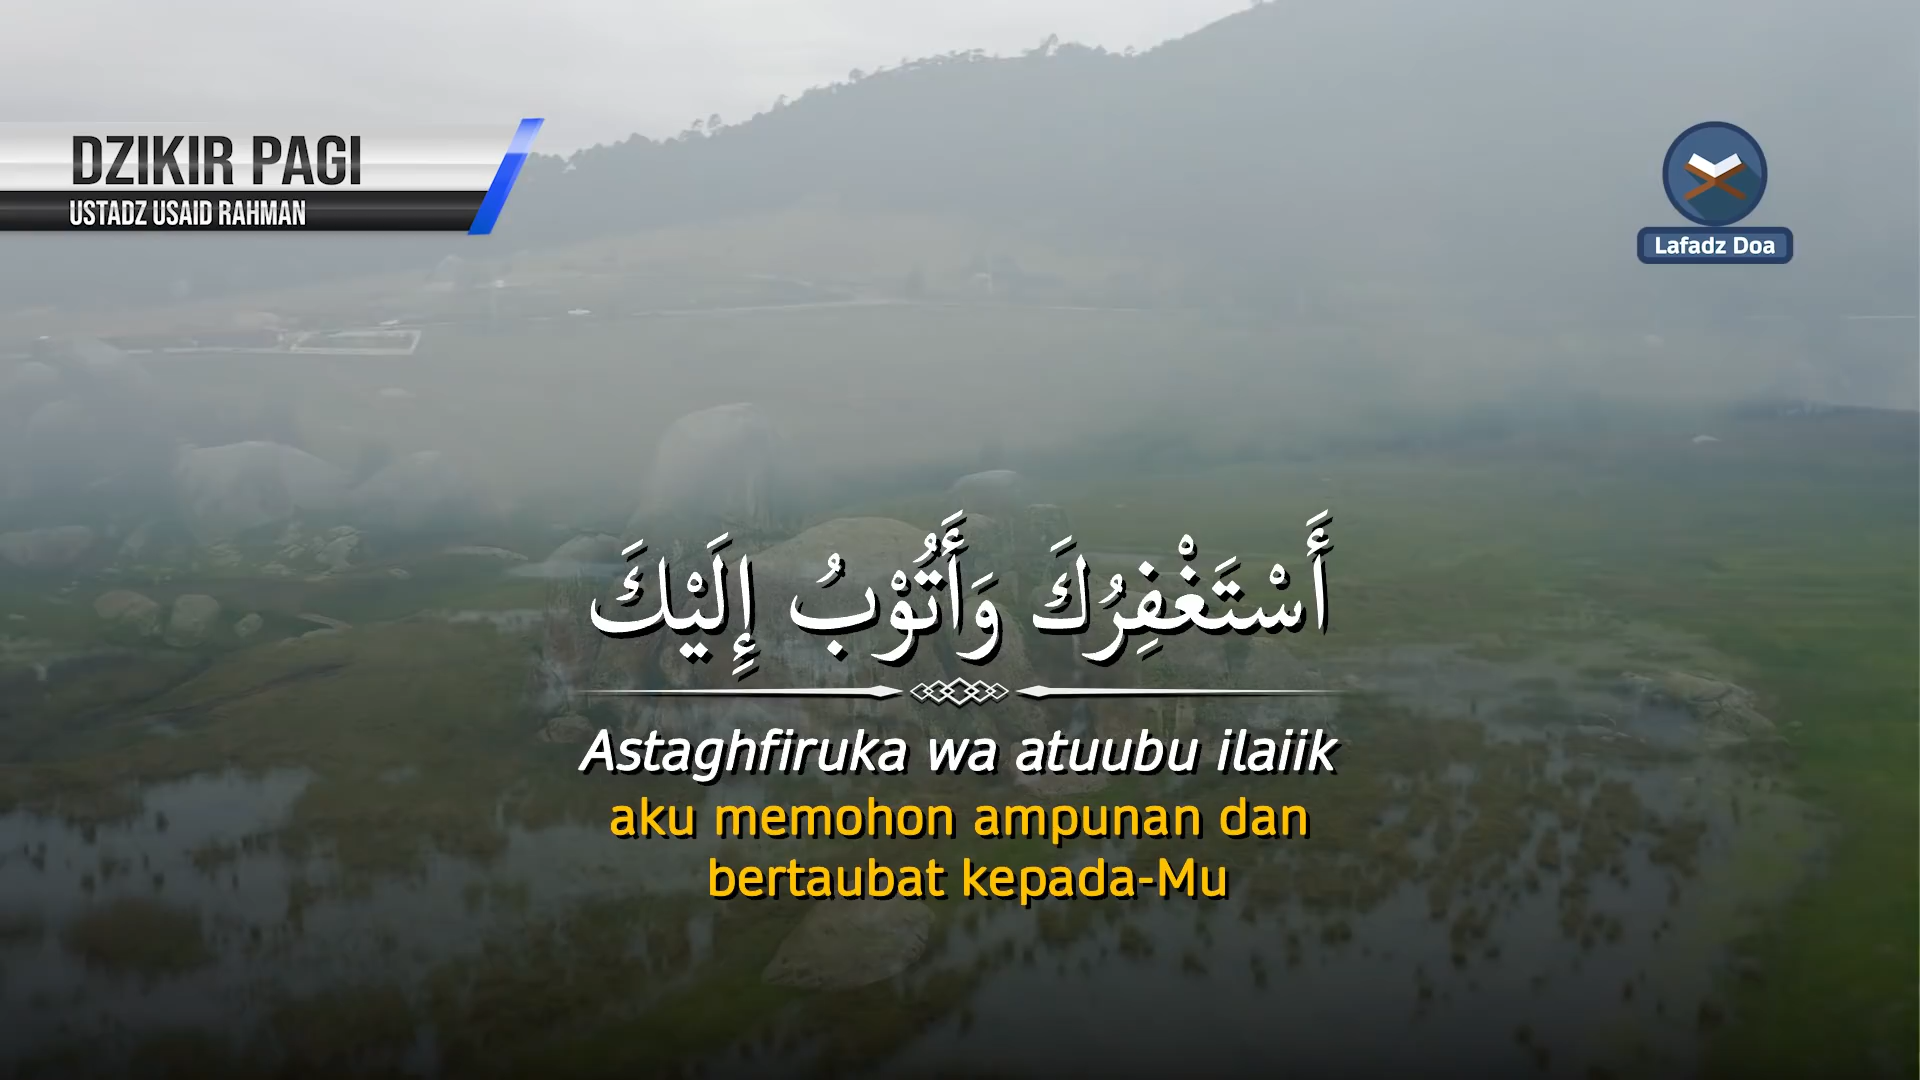 DZIKIR PAGI
USTADZ USAID RAHMAN
Lafadz Doa
أَسْتَغْفِرُكَ وَأَتُوْبُ إِلَيْكَ
Astaghfiruka wa atuubu ilaiik
aku memohon ampunan dan
bertaubat kepada-Mu